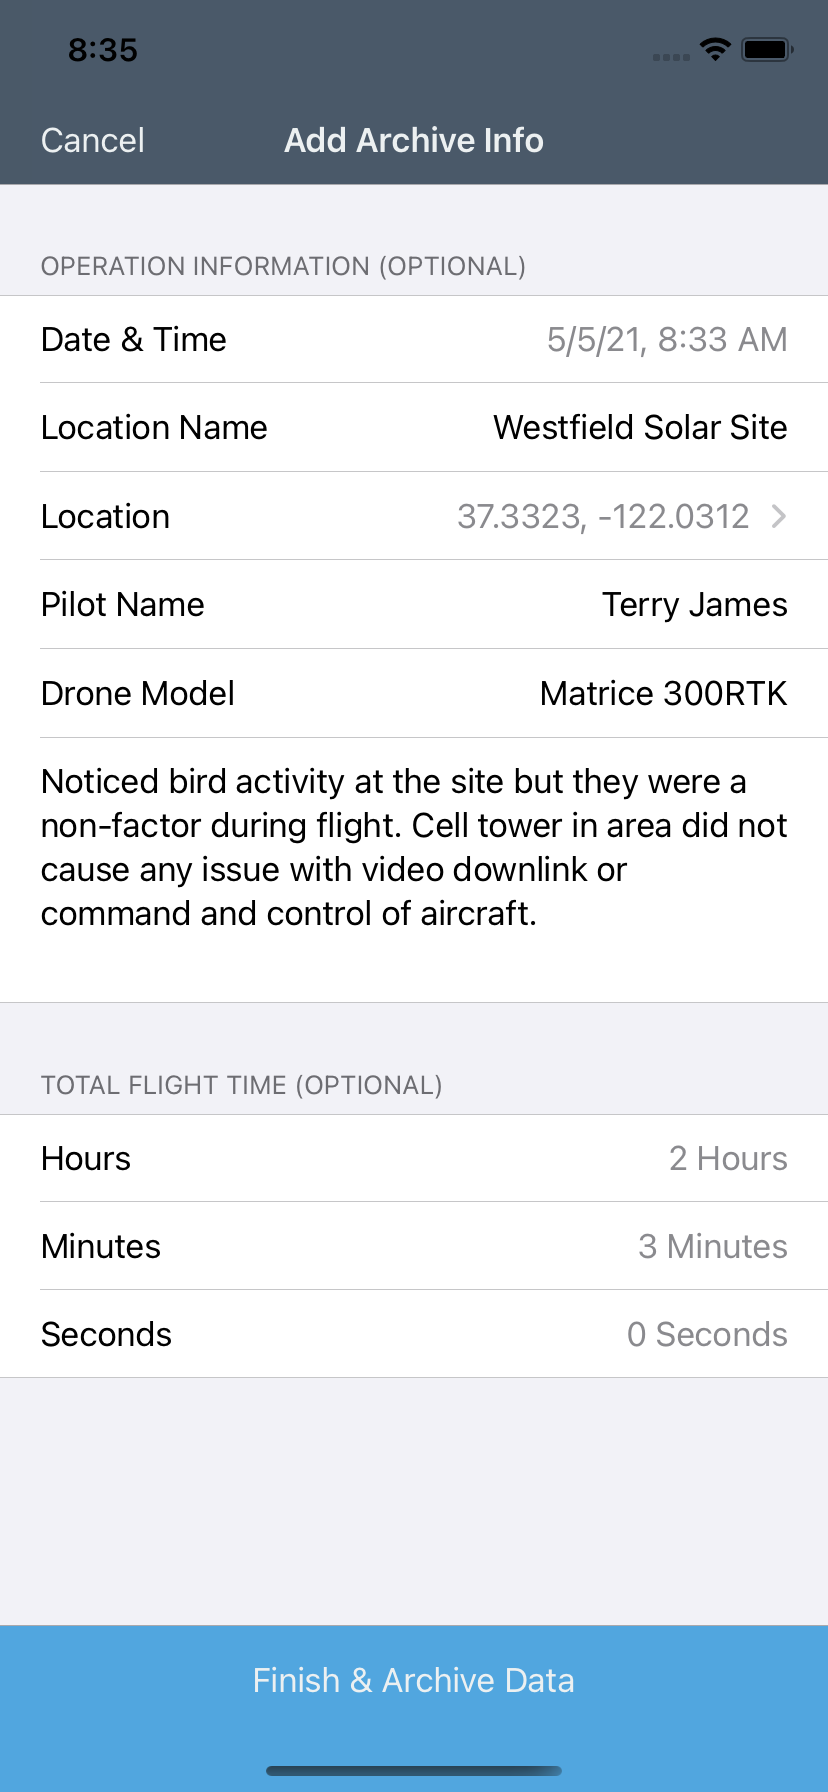 8:35
Cancel
Add Archive Info
OPERATION INFORMATION (OPTIONAL)
Date & Time
5/5/21, 8:33 AM
Location Name
Westfield Solar Site
Location
37.3323, -122.0312
Pilot Name
Terry James
Drone Model
Matrice 300RTK
Noticed bird activity at the site but they were a
non-factor during flight. Cell tower in area did not
cause any issue with video downlink or
command and control of aircraft.
TOTAL FLIGHT TIME (OPTIONAL)
Hours
2 Hours
Minutes
3 Minutes
Seconds
0 Seconds
Finish & Archive Data